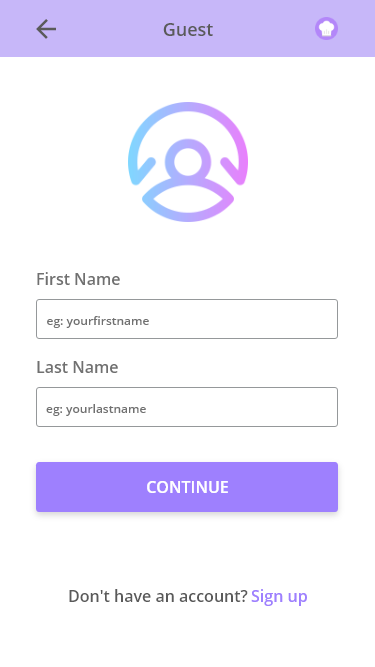 Guest
First Name
eg: yourfirstname
Last Name
eg: yourlastname
CONTINUE
Don't have an account? Sign up